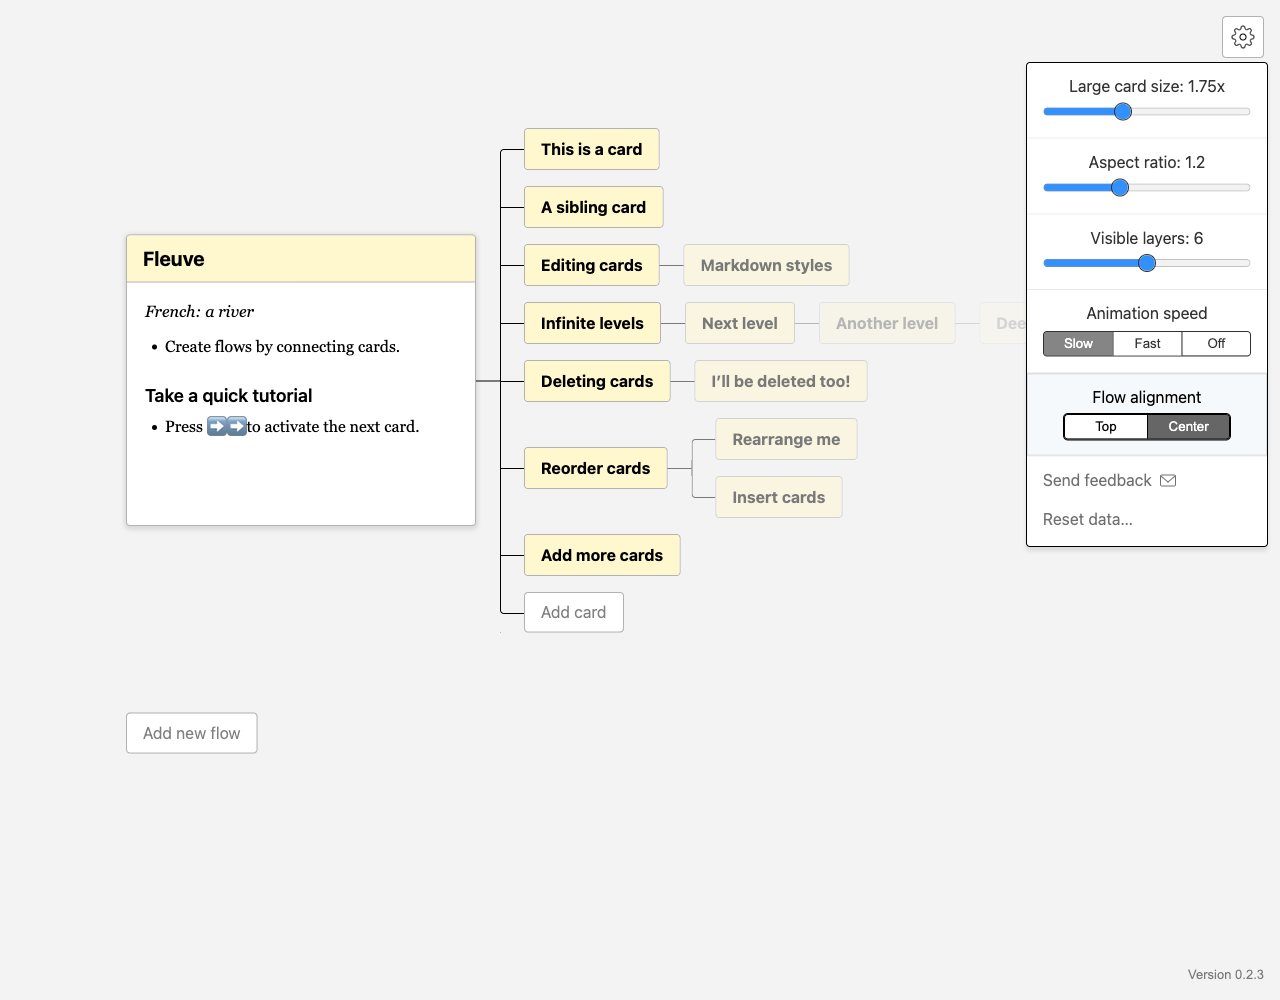 Large card size: 1.75x
Aspect ratio: 1.2
Visible layers: 6
Animation speed
Slow Fast Off
Flow alignment
Top Center
Send feedback
Reset data...
Fleuve
French: a river
• Create flows by connecting cards.
Take a quick tutorial
• Press ➡️➡️to activate the next card.
This is a card
A sibling card
Editing cards
Markdown styles
Infinite levels
Next level
Another level
Deleting cards
I’ll be deleted too!
Reorder cards
Rearrange me
Insert cards
Add more cards
Add card
Add new flow
Version 0.2.3